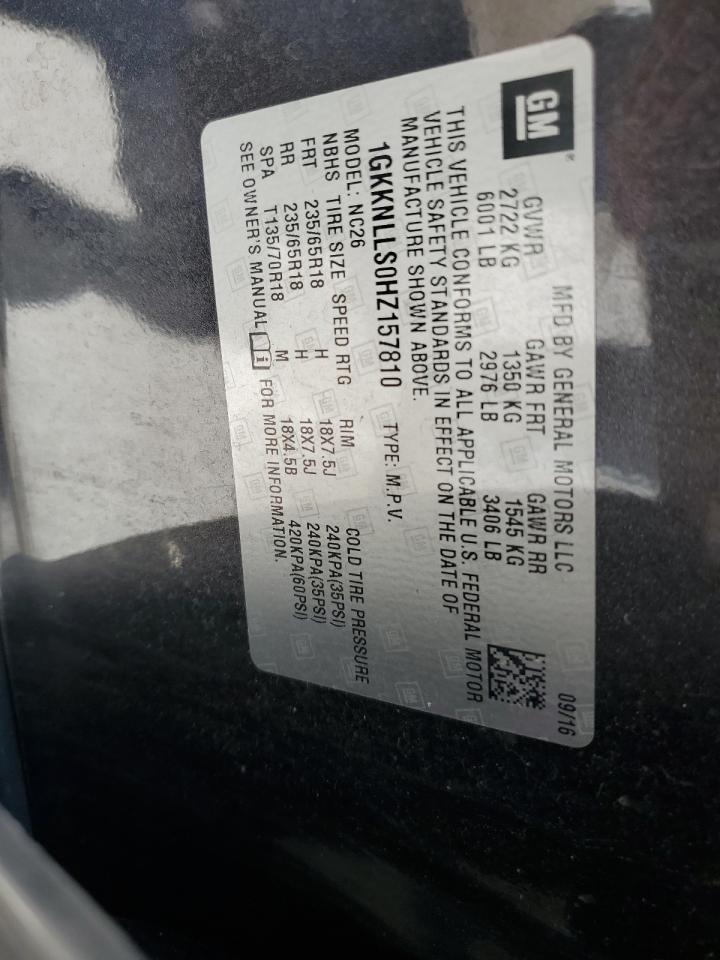 GM®
MFD BY GENERAL MOTORS LLC 09/16
GVWR GAWR FRT GAWR RR
2722 KG 1350 KG 1545 KG
6001 LB 2976 LB 3406 LB
THIS VEHICLE CONFORMS TO ALL APPLICABLE U.S. FEDERAL MOTOR
VEHICLE SAFETY STANDARDS IN EFFECT ON THE DATE OF
MANUFACTURE SHOWN ABOVE.
1GKKNLLS0HZ157810 TYPE: M.P.V.
MODEL: NC26
NBHS TIRE SIZE SPEED RTG RIM COLD TIRE PRESSURE
FRT 235/65R18 H 18X7.5J 240KPA(35PSI)
RR 235/65R18 H 18X7.5J 240KPA(35PSI)
SPA T135/70R18 M 18X4.5B 420KPA(60PSI)
SEE OWNER'S MANUAL i FOR MORE INFORMATION.